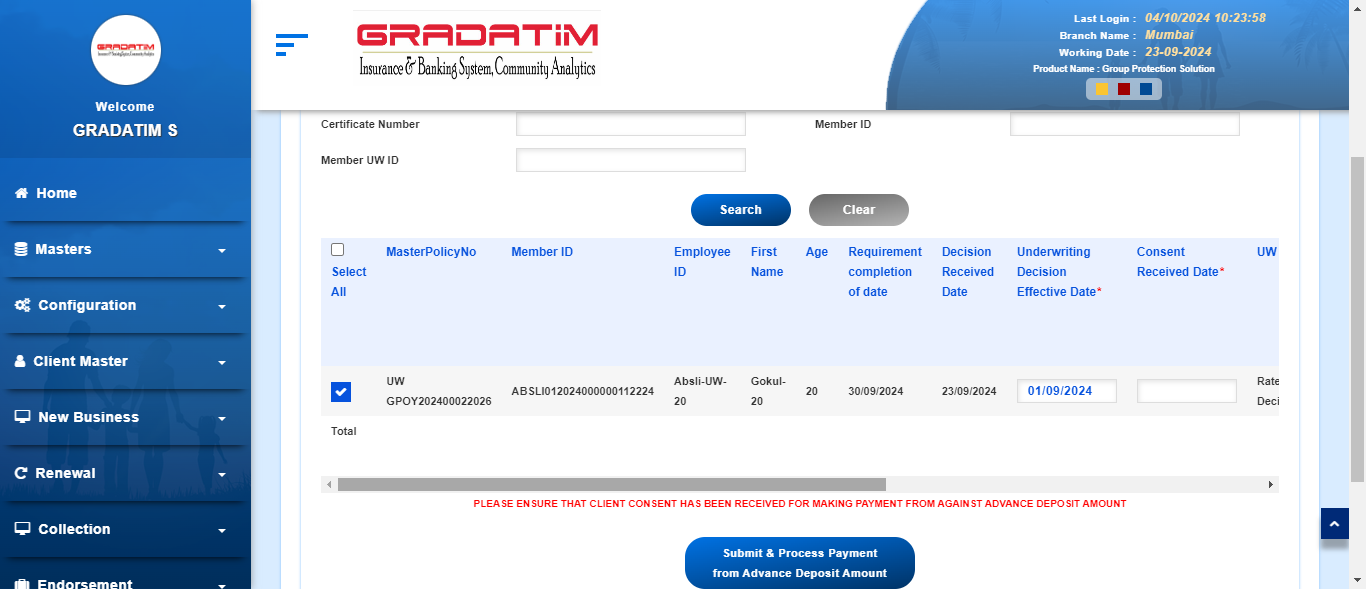 GRADATIM
Insurance & Banking System, Community Analytics
Welcome
GRADATIM S
Home
Masters
Configuration
Client Master
New Business
Renewal
Collection
Endorsement
GRADATIM
Insurance & Banking System, Community Analytics
Last Login : 04/10/2024 10:23:58
Branch Name : Mumbai
Working Date : 23-09-2024
Product Name : Group Protection Solution
Certificate Number
Member ID
Member UW ID
Search Clear
Select All
MasterPolicyNo
Member ID
Employee ID
First Name
Age
Requirement completion of date
Decision Received Date
Underwriting Decision Effective Date*
Consent Received Date*
UW
UW GPOY202400022026
ABSLI012024000000112224
Absli-UW-20
Gokul-20
20
30/09/2024
23/09/2024
01/09/2024
Rate
Deci
Total
PLEASE ENSURE THAT CLIENT CONSENT HAS BEEN RECEIVED FOR MAKING PAYMENT FROM AGAINST ADVANCE DEPOSIT AMOUNT
Submit & Process Payment
from Advance Deposit Amount